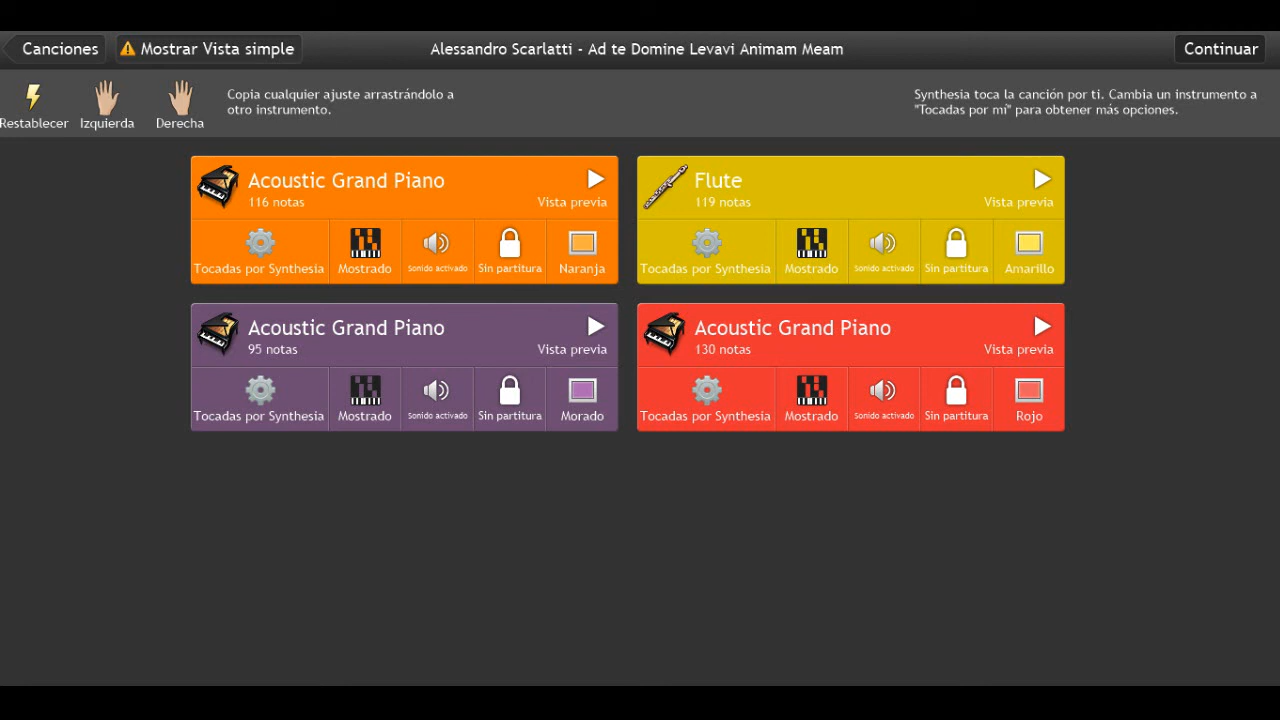 Canciones
Mostrar Vista simple
Alessandro Scarlatti - Ad te Domine Levavi Animam Meam
Continuar
Restablecer
Izquierda
Derecha
Copia cualquier ajuste arrastrándolo a
otro instrumento.
Synthesia toca la canción por ti. Cambia un instrumento a
"Tocadas por mí" para obtener más opciones.
Acoustic Grand Piano
116 notas
Vista previa
Tocadas por Synthesia
Mostrado
Sonido activado
Sin partitura
Naranja
Flute
119 notas
Vista previa
Tocadas por Synthesia
Mostrado
Sonido activado
Sin partitura
Amarillo
Acoustic Grand Piano
95 notas
Vista previa
Tocadas por Synthesia
Mostrado
Sonido activado
Sin partitura
Morado
Acoustic Grand Piano
130 notas
Vista previa
Tocadas por Synthesia
Mostrado
Sonido activado
Sin partitura
Rojo